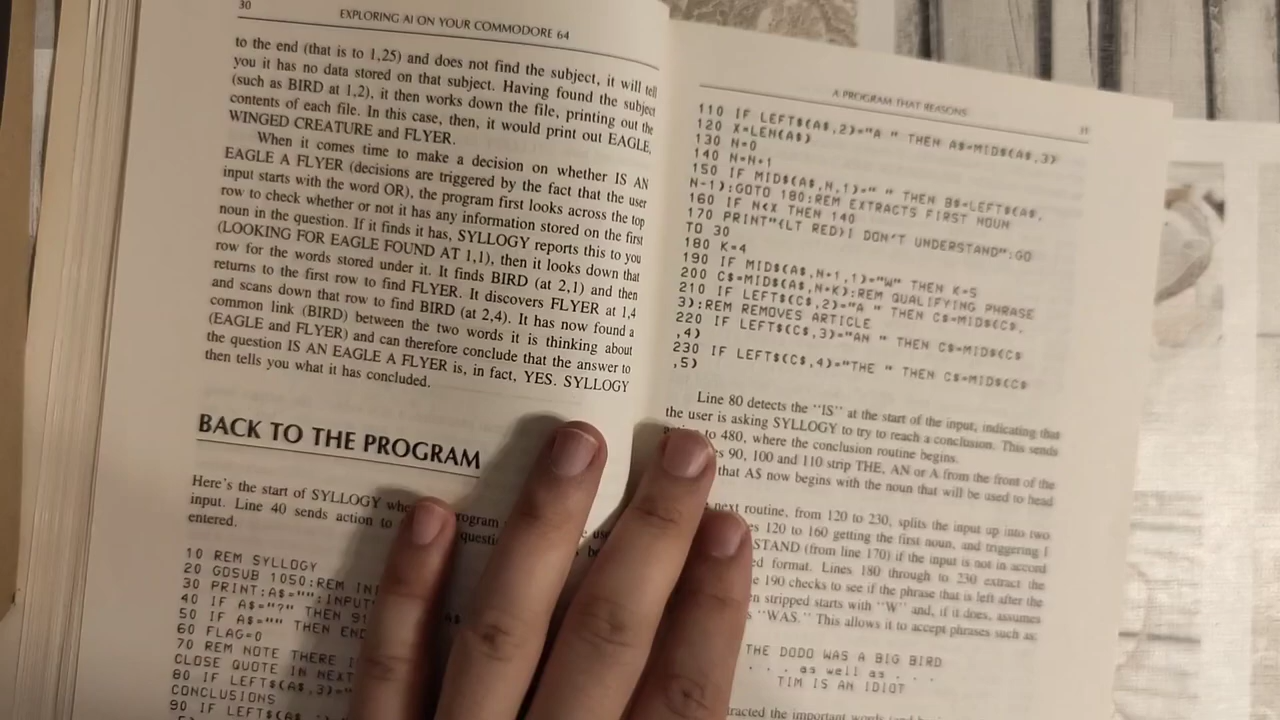 30
EXPLORING AI ON YOUR COMMODORE 64
to the end (that is to 1,25) and does not find the subject, it will tell
you it has no data stored on that subject. Having found the subject
(such as BIRD at 1,2), it then works down the file, printing out the
contents of each file. In this case, then, it would print out EAGLE,
WINGED CREATURE and FLYER.
When it comes time to make a decision on whether IS AN
EAGLE A FLYER (decisions are triggered by the fact that the user
input starts with the word OR), the program first looks across the top
row to check whether or not it has any information stored on the first
noun in the question. If it finds it has, SYLLOGY reports this to you
(LOOKING FOR EAGLE FOUND AT 1,1), then it looks down that
row for the words stored under it. It finds BIRD (at 2,1) and then
returns to the first row to find FLYER. It discovers FLYER at 1,4
and scans down that row to find BIRD (at 2,4). It has now found a
common link (BIRD) between the two words it is thinking about
(EAGLE and FLYER) and can therefore conclude that the answer to
the question IS AN EAGLE A FLYER is, in fact, YES. SYLLOGY
then tells you what it has concluded.
BACK TO THE PROGRAM
Here's the start of SYLLOGY program
input. Line 40 sends action to
entered.
10 REM SYLLOGY
20 GOSUB 1050:REM
30 PRINT:A$="":INPUT
40 IF A$="?" THEN
50 IF A$="" THEN
60 FLAG=0
70 REM NOTE THERE
CLOSE QUOTE IN NEXT
80 IF LEFT$(A$,3)="
CONCLUSIONS
90 IF LEFT$(A$
A PROGRAM THAT REASONS
31
110 IF LEFT$(A$,2)="A " THEN A$=MID$(A$,3)
120 X=LEN(A$)
130 N=0
140 N=N+1
150 IF MID$(A$,N,1)=" " THEN B$=LEFT$(A$,
N-1):GOTO 180:REM EXTRACTS FIRST NOUN
160 IF N<X THEN 140
170 PRINT"(LT RED)I DON'T UNDERSTAND":GO
TO 30
180 K=4
190 IF MID$(A$,N+1,1)="W" THEN K=5
200 C$=MID$(A$,N+K):REM QUALIFYING PHRASE
210 IF LEFT$(C$,2)="A " THEN C$=MID$(C$,
3):REM REMOVES ARTICLE
220 IF LEFT$(C$,3)="AN " THEN C$=MID$(C$
,4)
230 IF LEFT$(C$,4)="THE " THEN C$=MID$(C$
,5)
Line 80 detects the "IS" at the start of the input, indicating that
the user is asking SYLLOGY to try to reach a conclusion. This sends
to 480, where the conclusion routine begins.
90, 100 and 110 strip THE, AN or A from the front of the
that A$ now begins with the noun that will be used to head
next routine, from 120 to 230, splits the input up into two
120 to 160 getting the first noun, and triggering I
(from line 170) if the input is not in accord
format. Lines 180 through to 230 extract the
190 checks to see if the phrase that is left after the
stripped starts with "W" and, if it does, assumes
"WAS." This allows it to accept phrases such as:
THE DODO WAS A BIG BIRD
. . . as well as . . .
TIM IS AN IDIOT
the important words